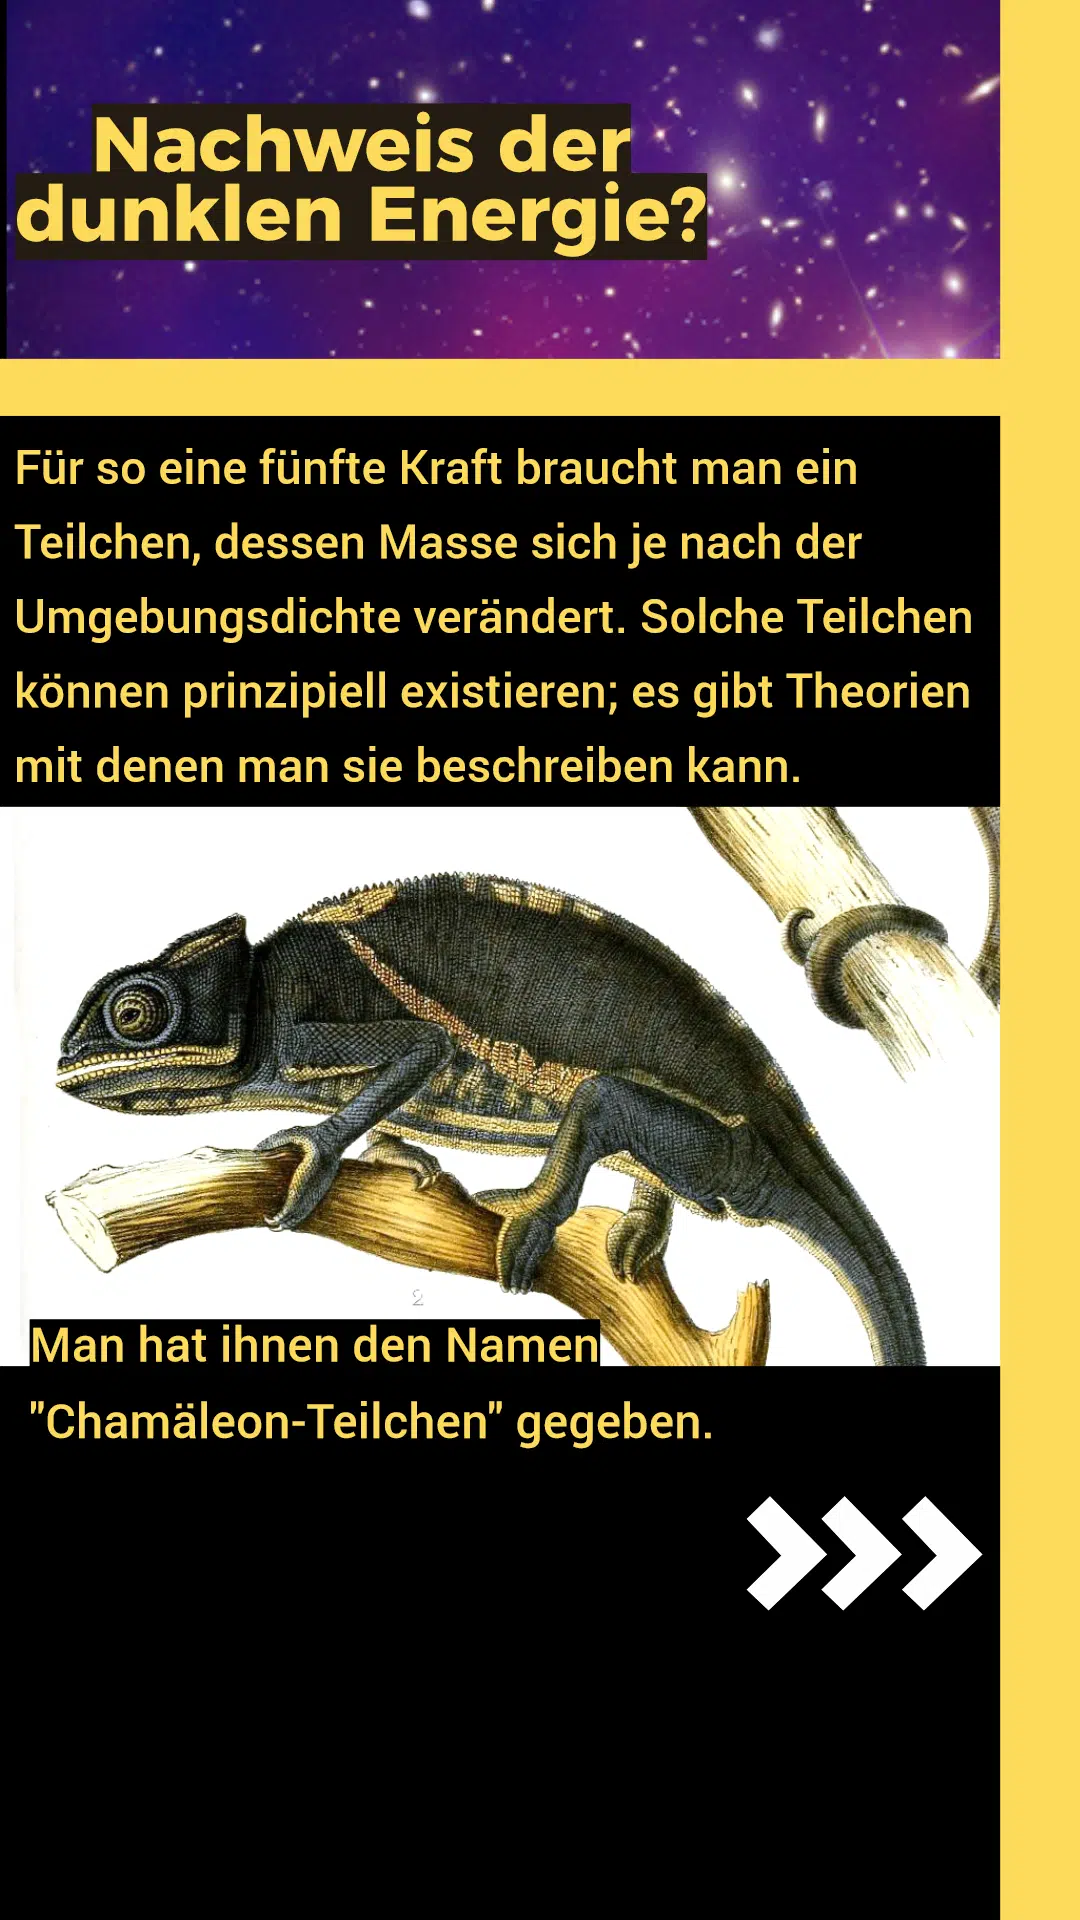 Nachweis der
dunklen Energie?
Für so eine fünfte Kraft braucht man ein
Teilchen, dessen Masse sich je nach der
Umgebungsdichte verändert. Solche Teilchen
können prinzipiell existieren; es gibt Theorien
mit denen man sie beschreiben kann.
2
Man hat ihnen den Namen
"Chamäleon-Teilchen" gegeben.